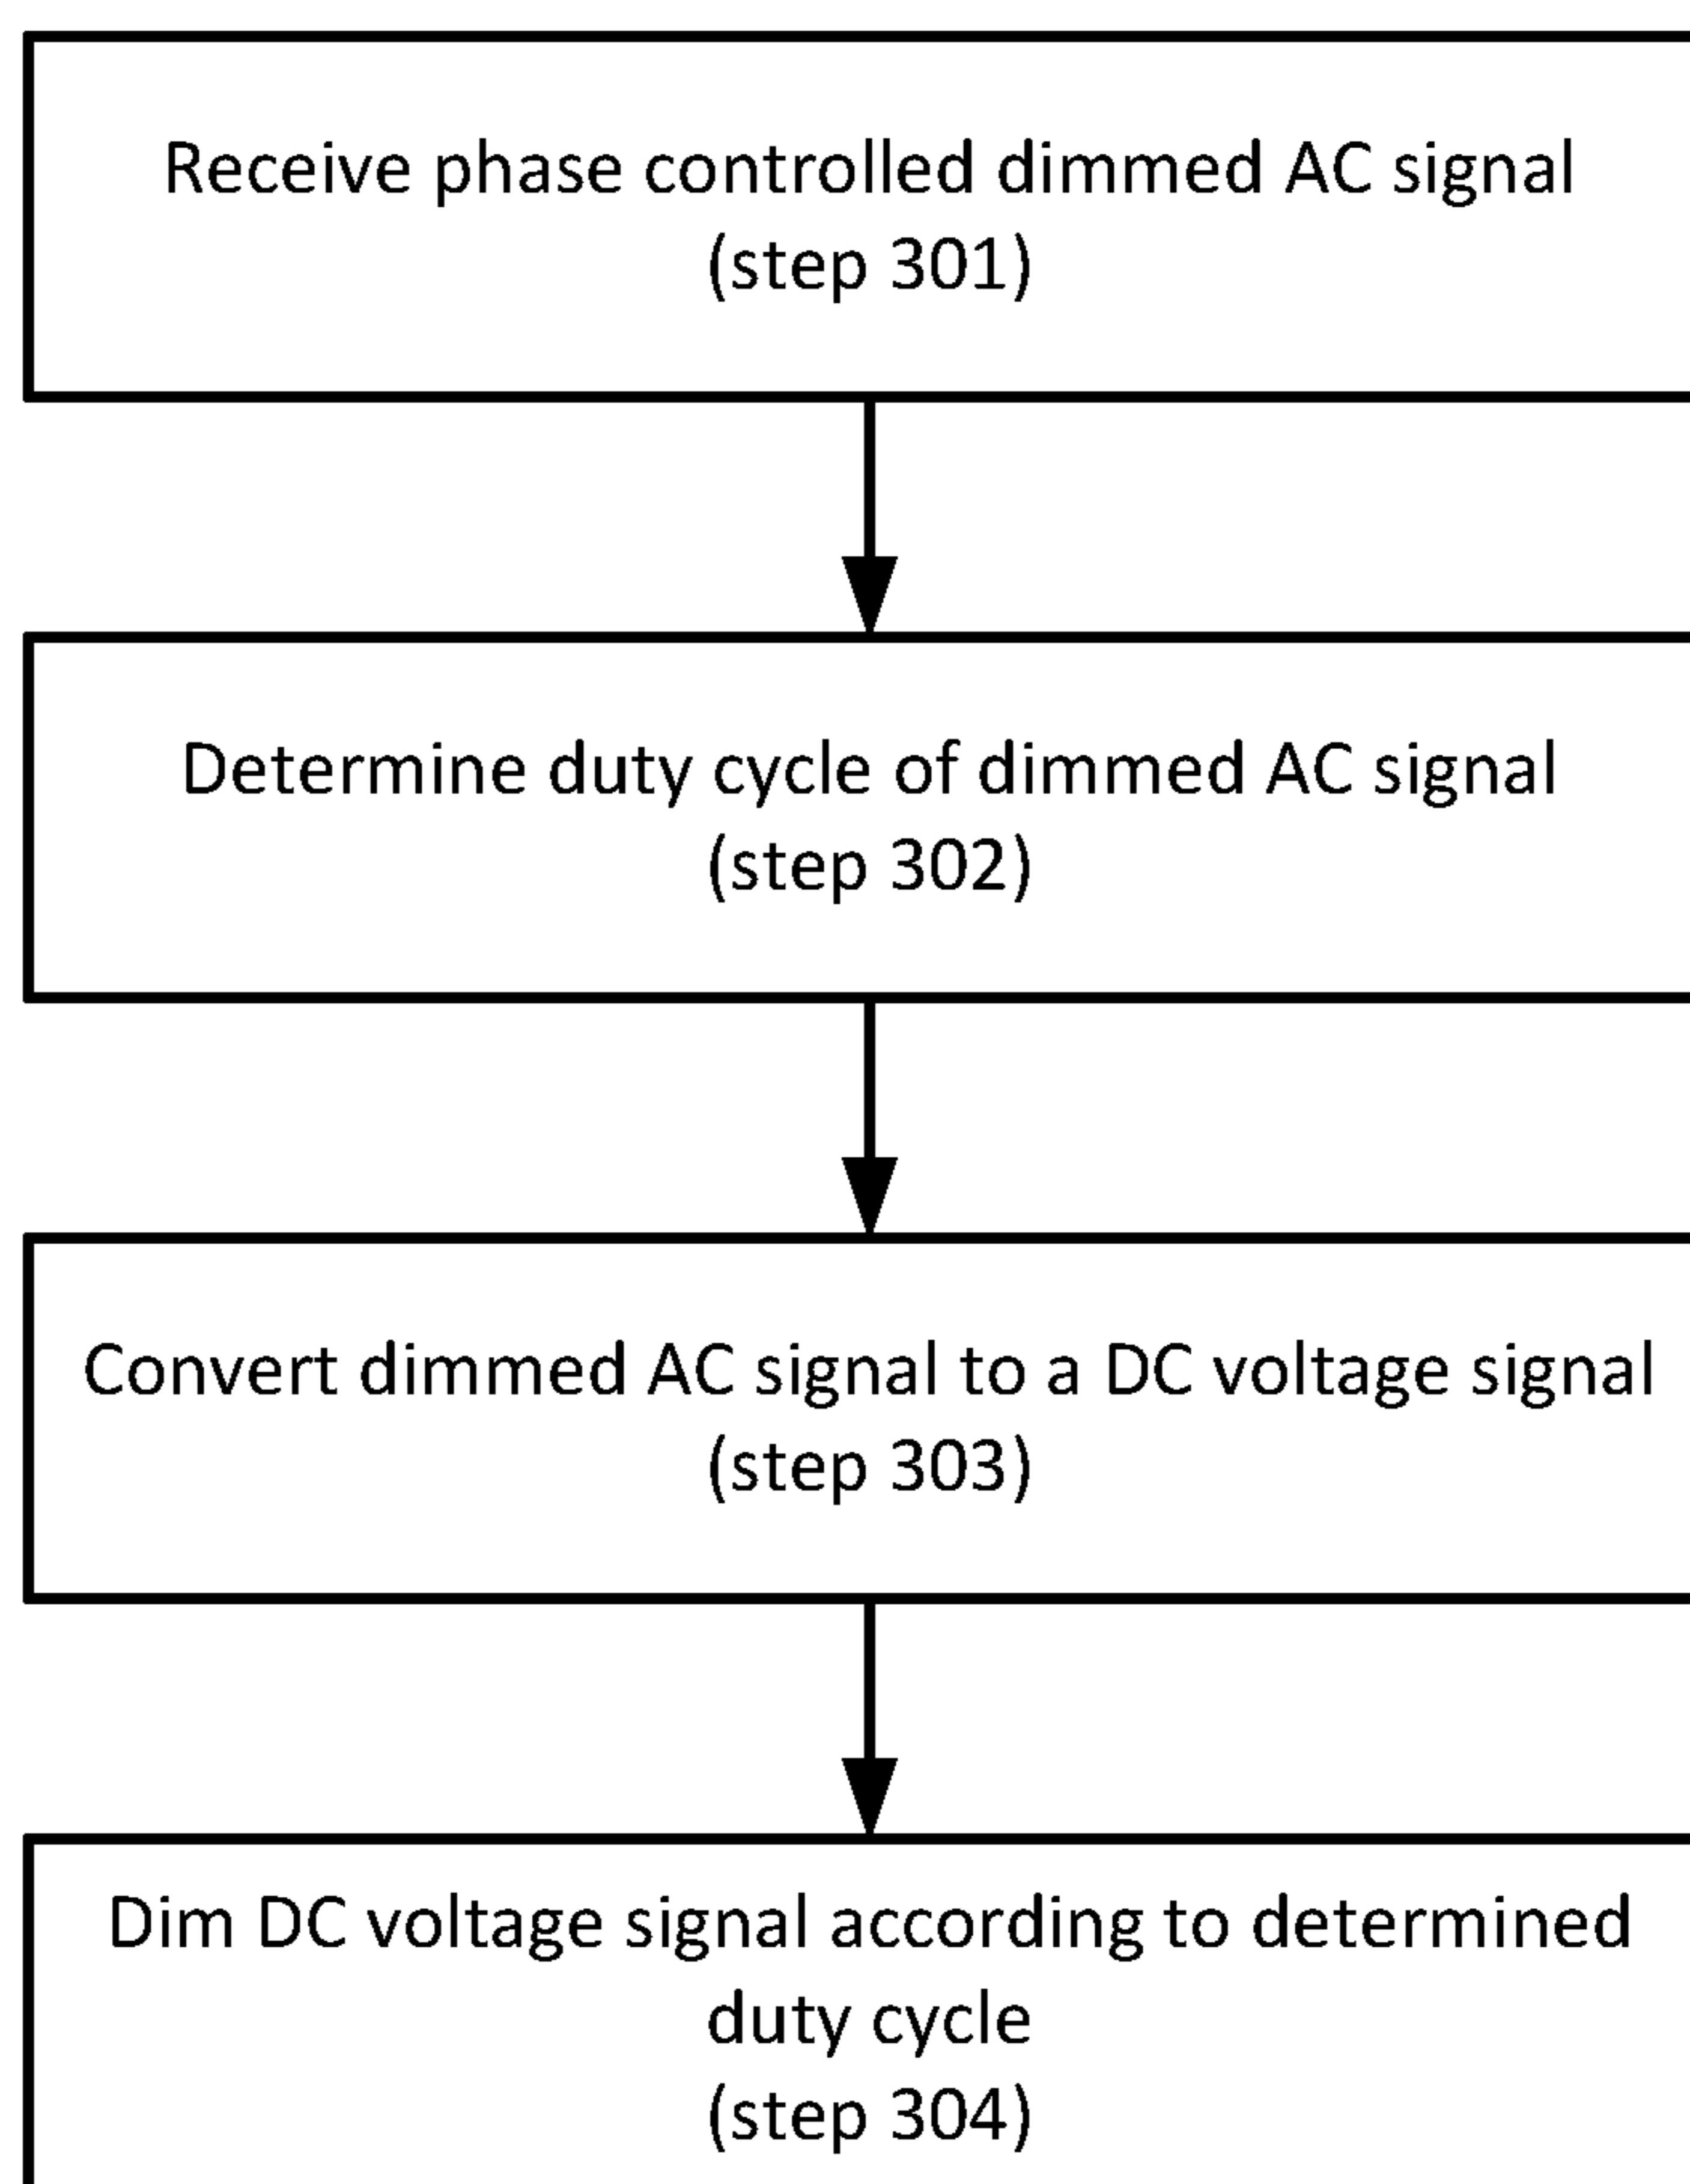 Receive phase controlled dimmed AC signal
(step 301)
Determine duty cycle of dimmed AC signal
(step 302)
Convert dimmed AC signal to a DC voltage signal
(step 303)
Dim DC voltage signal according to determined
duty cycle
(step 304)